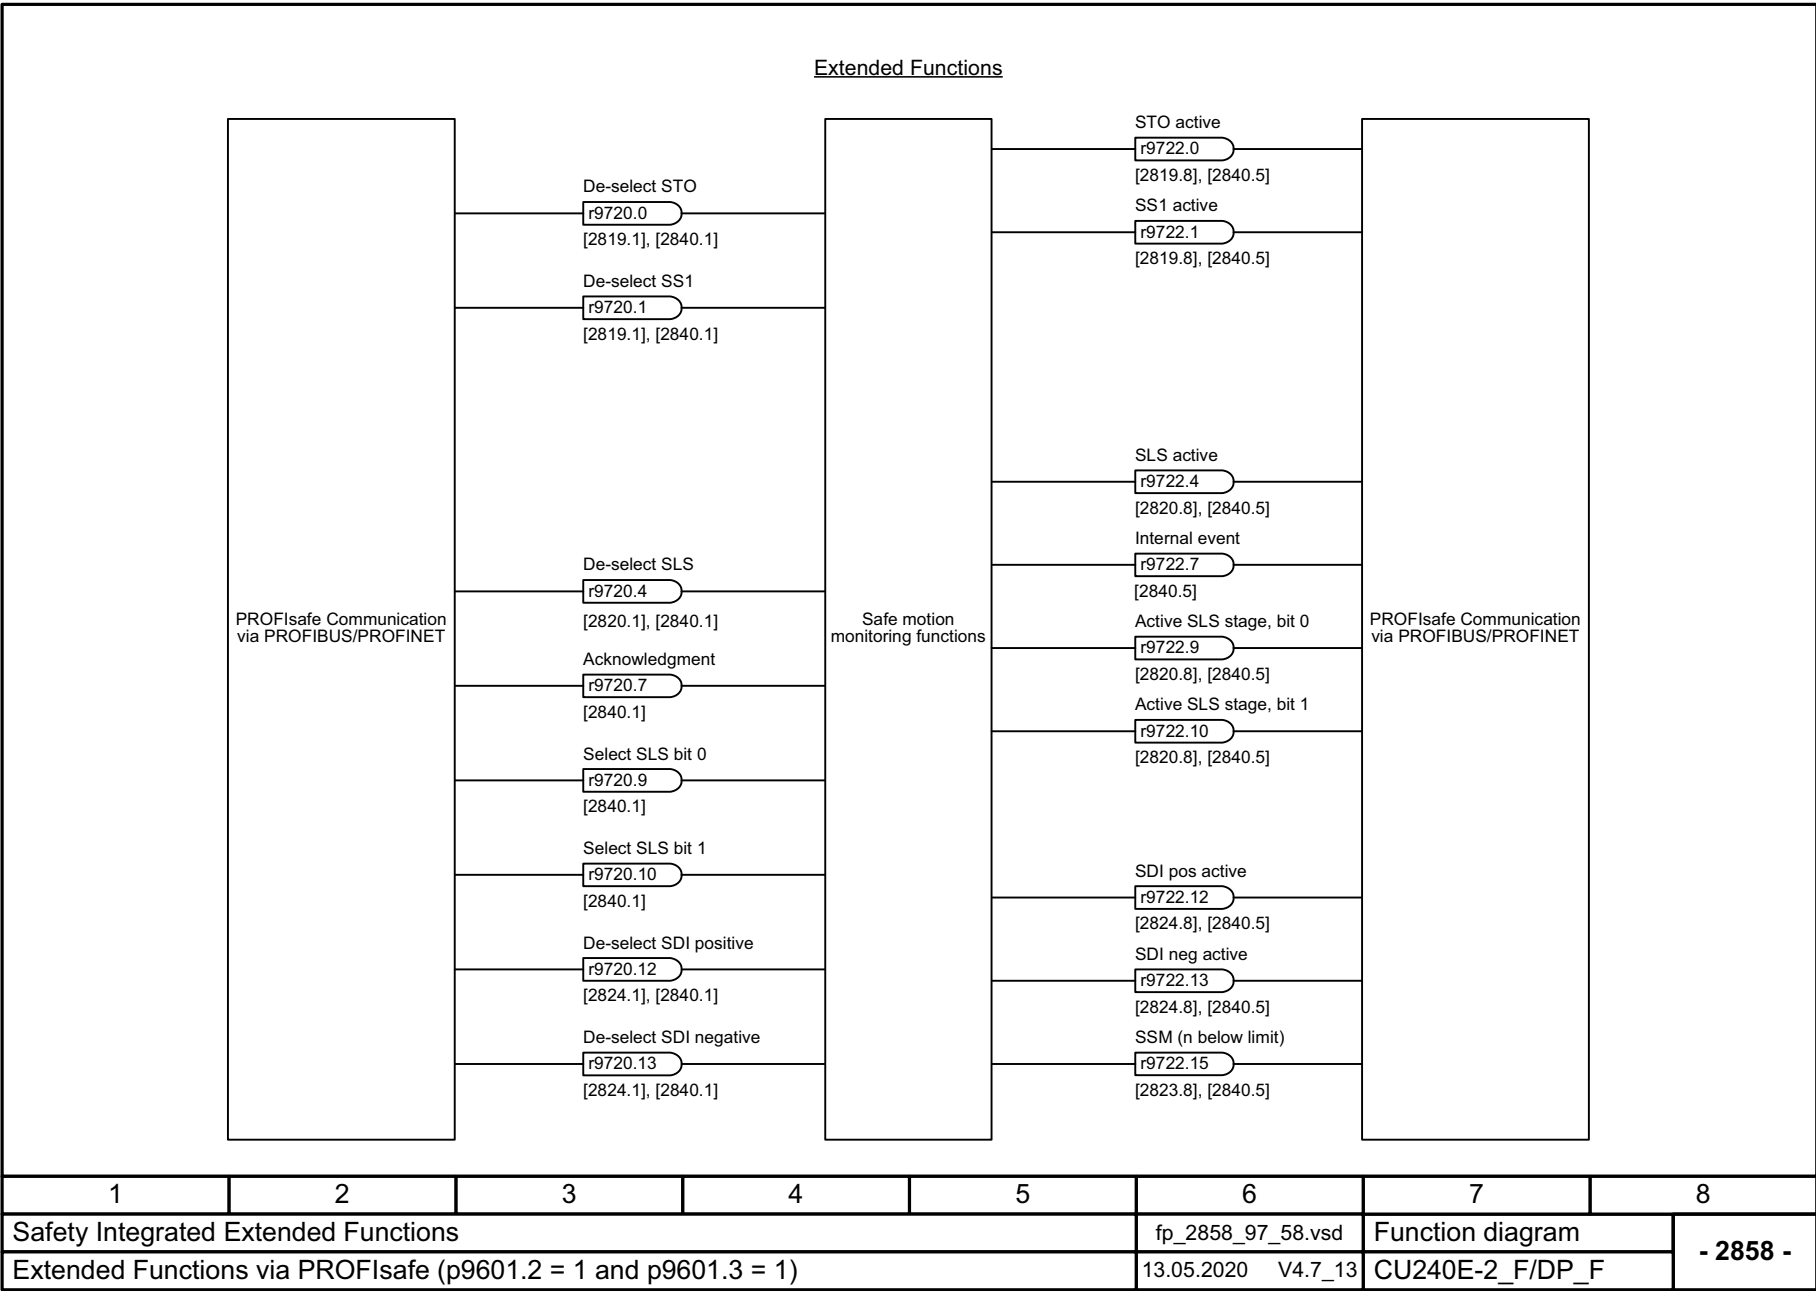 Extended Functions
PROFIsafe Communication
via PROFIBUS/PROFINET
De-select STO
r9720.0
[2819.1], [2840.1]
De-select SS1
r9720.1
[2819.1], [2840.1]
De-select SLS
r9720.4
[2820.1], [2840.1]
Acknowledgment
r9720.7
[2840.1]
Select SLS bit 0
r9720.9
[2840.1]
Select SLS bit 1
r9720.10
[2840.1]
De-select SDI positive
r9720.12
[2824.1], [2840.1]
De-select SDI negative
r9720.13
[2824.1], [2840.1]
Safe motion
monitoring functions
STO active
r9722.0
[2819.8], [2840.5]
SS1 active
r9722.1
[2819.8], [2840.5]
SLS active
r9722.4
[2820.8], [2840.5]
Internal event
r9722.7
[2840.5]
Active SLS stage, bit 0
r9722.9
[2820.8], [2840.5]
Active SLS stage, bit 1
r9722.10
[2820.8], [2840.5]
SDI pos active
r9722.12
[2824.8], [2840.5]
SDI neg active
r9722.13
[2824.8], [2840.5]
SSM (n below limit)
r9722.15
[2823.8], [2840.5]
PROFIsafe Communication
via PROFIBUS/PROFINET
1 2 3 4 5 6 7 8
Safety Integrated Extended Functions
fp_2858_97_58.vsd
Function diagram
- 2858 -
Extended Functions via PROFIsafe (p9601.2 = 1 and p9601.3 = 1)
13.05.2020 V4.7_13
CU240E-2_F/DP_F